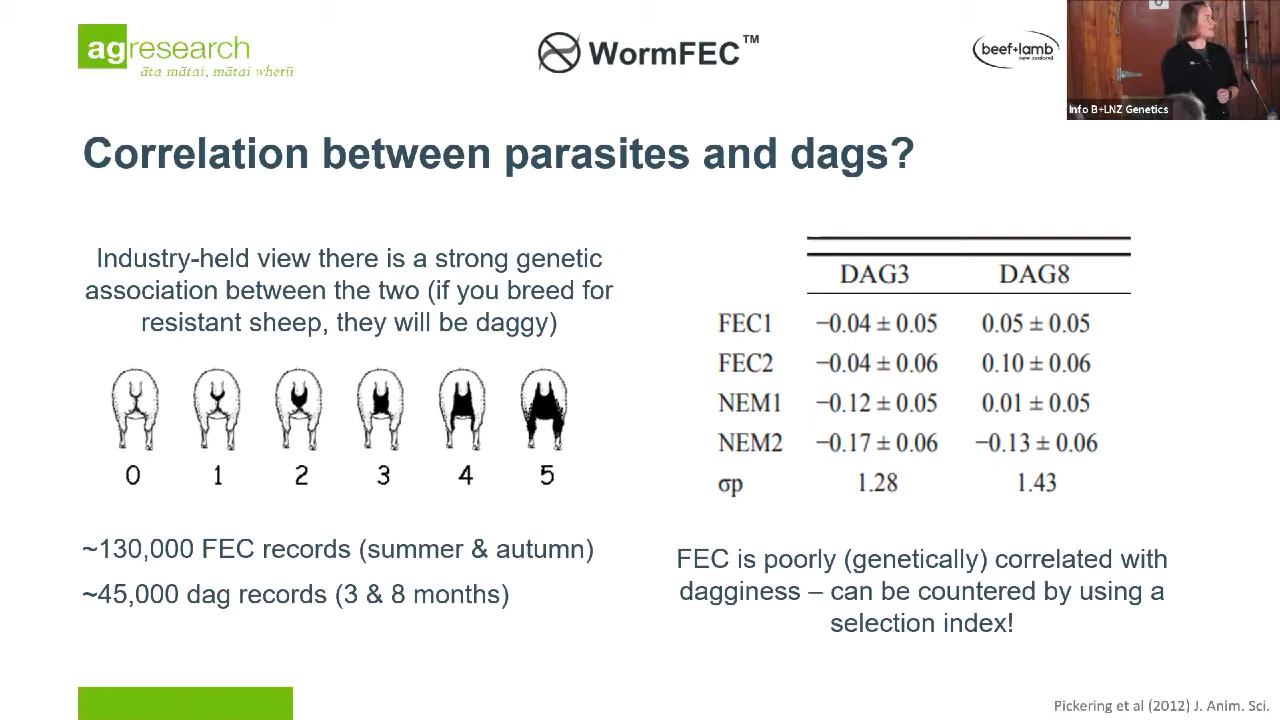 agresearch
āta mātai, mātai whetū
WormFEC™
beef+lamb
new zealand
Info B+LNZ Genetics
Correlation between parasites and dags?
Industry-held view there is a strong genetic
association between the two (if you breed for
resistant sheep, they will be daggy)
0 1 2 3 4 5
~130,000 FEC records (summer & autumn)
~45,000 dag records (3 & 8 months)
DAG3 DAG8
FEC1 −0.04 ± 0.05 0.05 ± 0.05
FEC2 −0.04 ± 0.06 0.10 ± 0.06
NEM1 −0.12 ± 0.05 0.01 ± 0.05
NEM2 −0.17 ± 0.06 −0.13 ± 0.06
σp 1.28 1.43
FEC is poorly (genetically) correlated with
dagginess – can be countered by using a
selection index!
Pickering et al (2012) J. Anim. Sci.